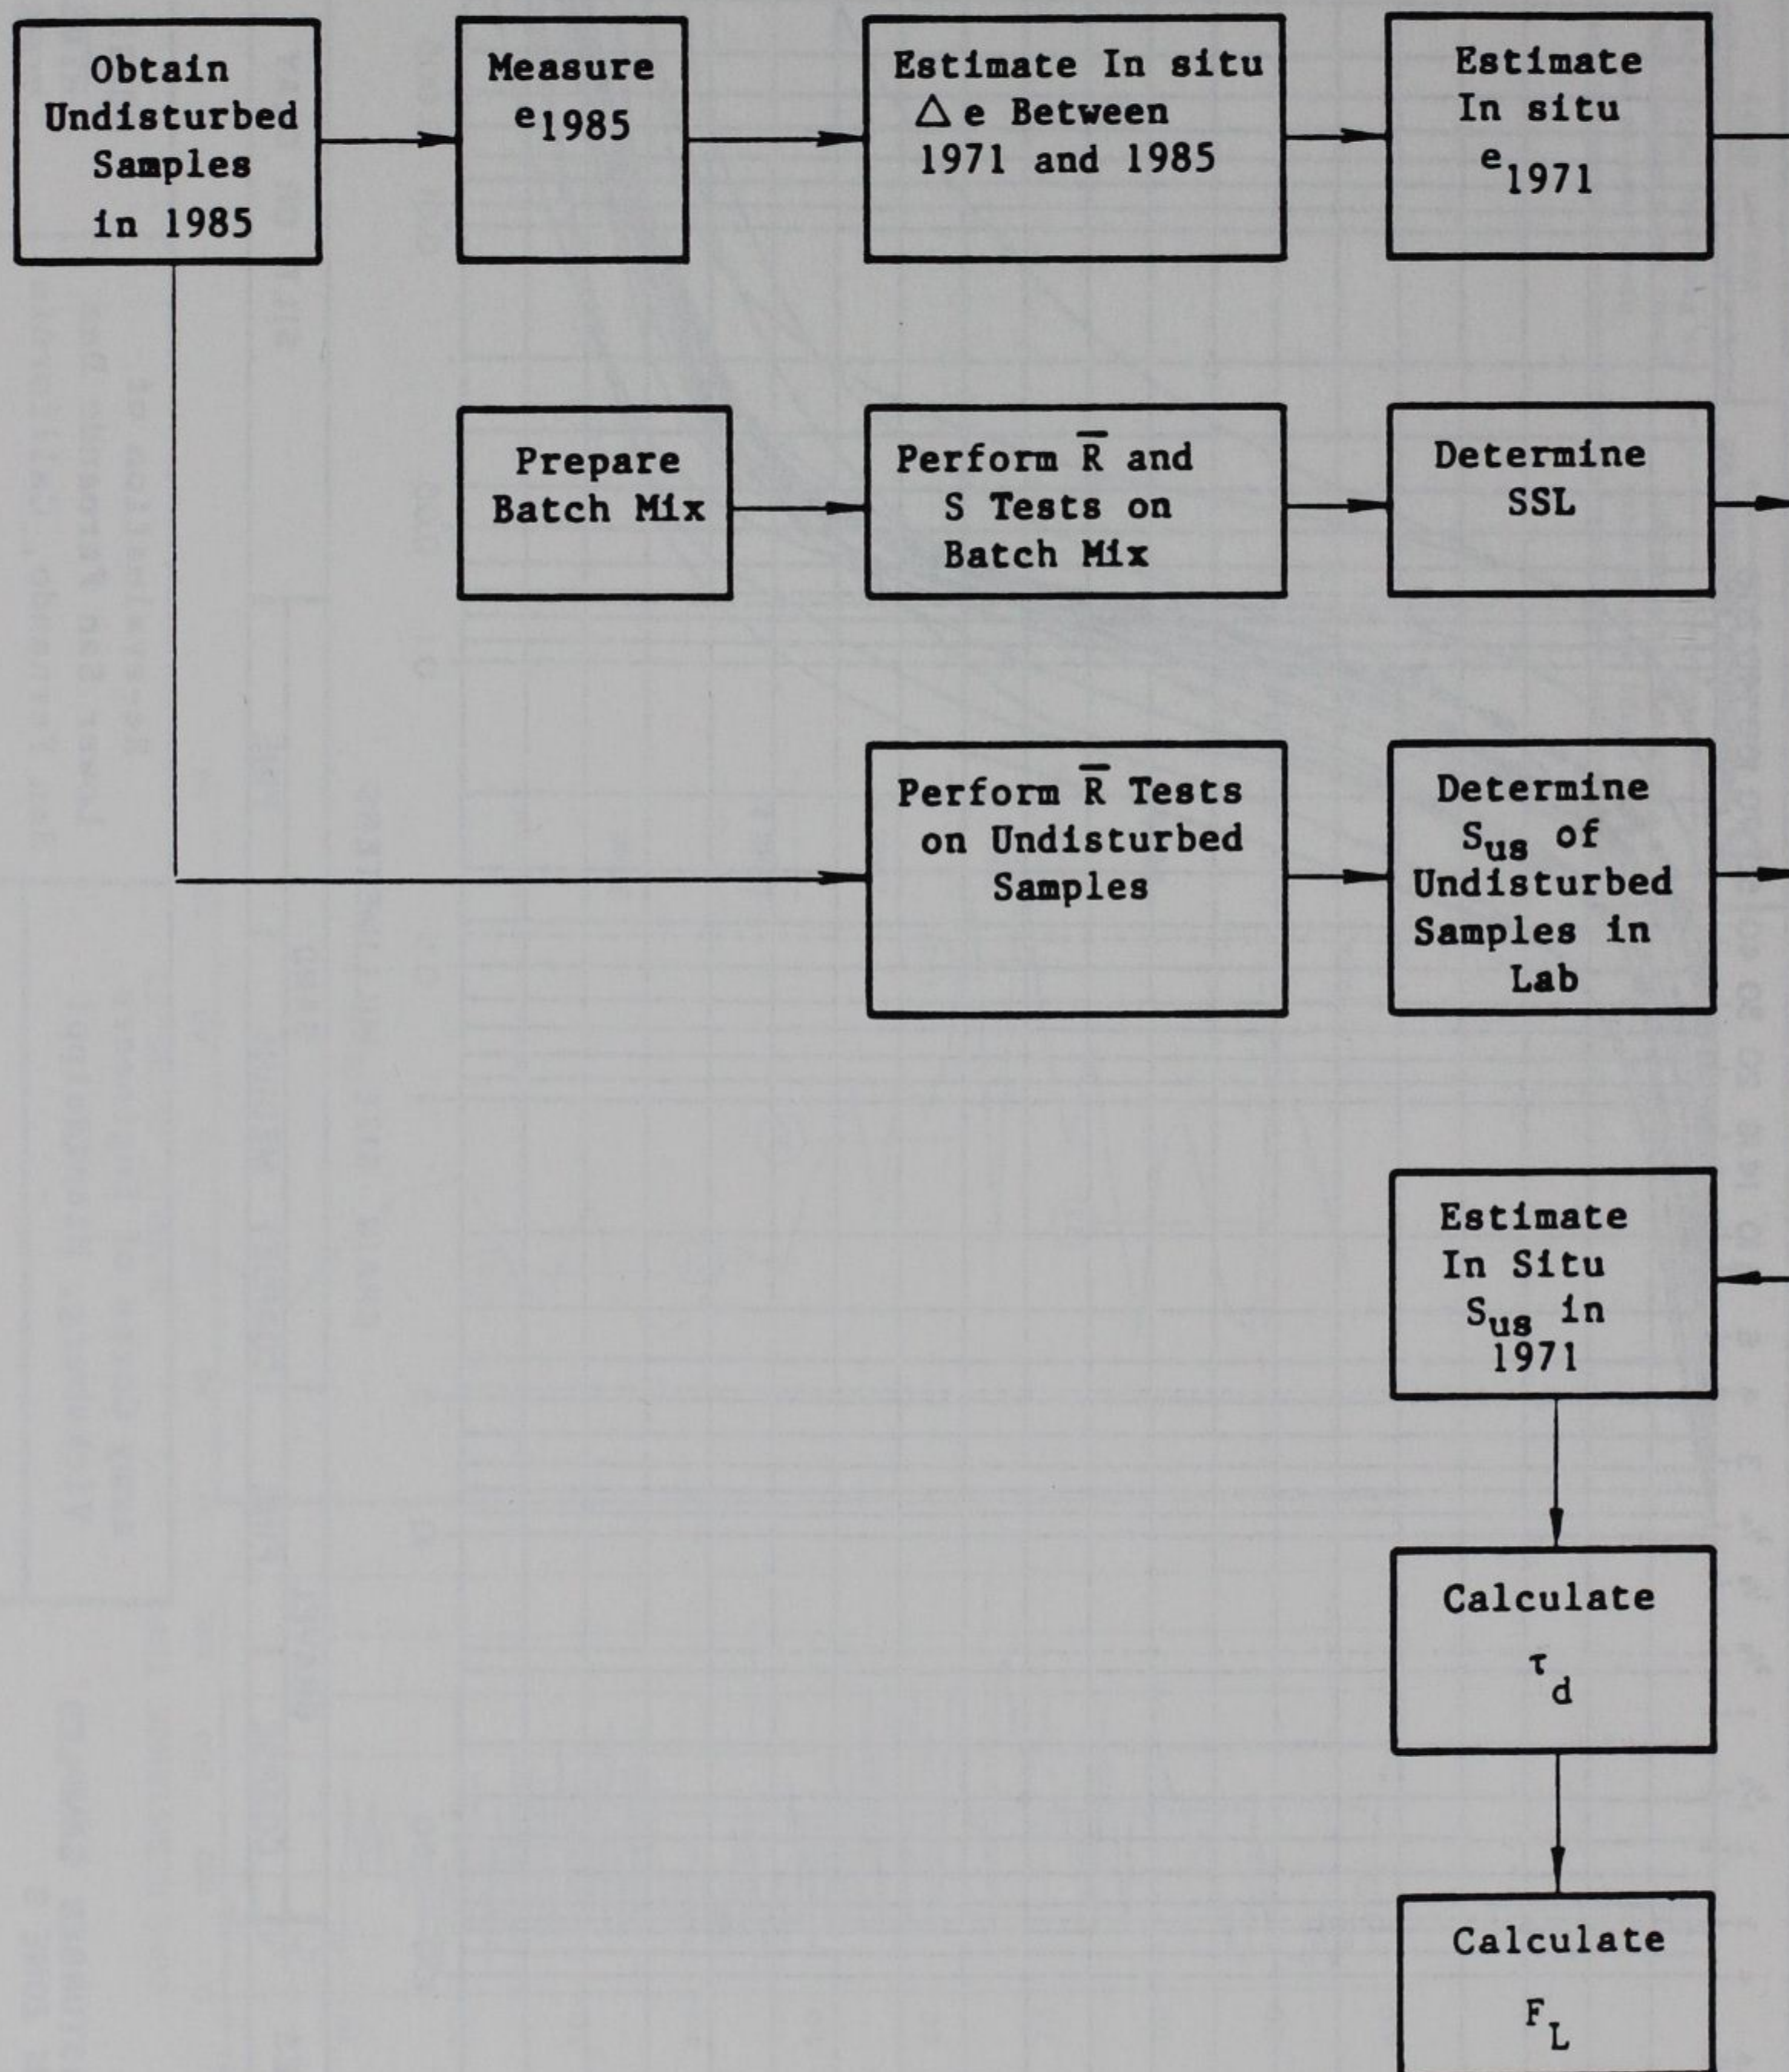 Obtain
Undisturbed
Samples
in 1985
Measure
e1985
Estimate In situ
Δ e Between
1971 and 1985
Estimate
In situ
e1971
Prepare
Batch Mix
Perform R̅ and
S Tests on
Batch Mix
Determine
SSL
Perform R̅ Tests
on Undisturbed
Samples
Determine
Sus of
Undisturbed
Samples in
Lab
Estimate
In Situ
Sus in
1971
Calculate
τd
Calculate
FL